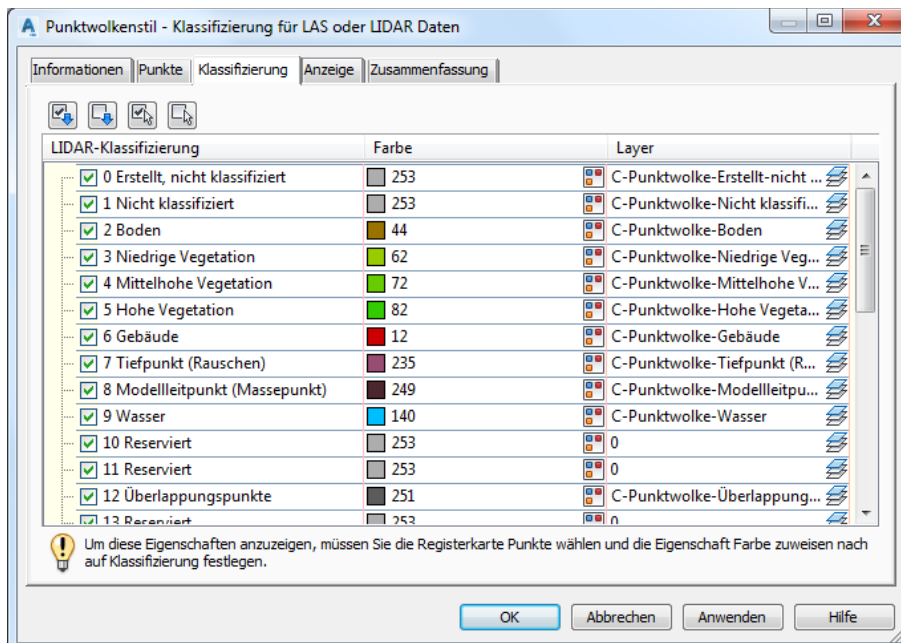 Punktwolkenstil - Klassifizierung für LAS oder LIDAR Daten
Informationen Punkte Klassifizierung Anzeige Zusammenfassung
LIDAR-Klassifizierung Farbe Layer
0 Erstellt, nicht klassifiziert 253 C-Punktwolke-Erstellt-nicht ...
1 Nicht klassifiziert 253 C-Punktwolke-Nicht klassifi...
2 Boden 44 C-Punktwolke-Boden
3 Niedrige Vegetation 62 C-Punktwolke-Niedrige Veg...
4 Mittelhohe Vegetation 72 C-Punktwolke-Mittelhohe V...
5 Hohe Vegetation 82 C-Punktwolke-Hohe Vegeta...
6 Gebäude 12 C-Punktwolke-Gebäude
7 Tiefpunkt (Rauschen) 235 C-Punktwolke-Tiefpunkt (R...
8 Modellleitpunkt (Massepunkt) 249 C-Punktwolke-Modellleitpu...
9 Wasser 140 C-Punktwolke-Wasser
10 Reserviert 253 0
11 Reserviert 253 0
12 Überlappungspunkte 251 C-Punktwolke-Überlappung...
13 Reserviert 253 0
Um diese Eigenschaften anzuzeigen, müssen Sie die Registerkarte Punkte wählen und die Eigenschaft Farbe zuweisen nach
auf Klassifizierung festlegen.
OK Abbrechen Anwenden Hilfe